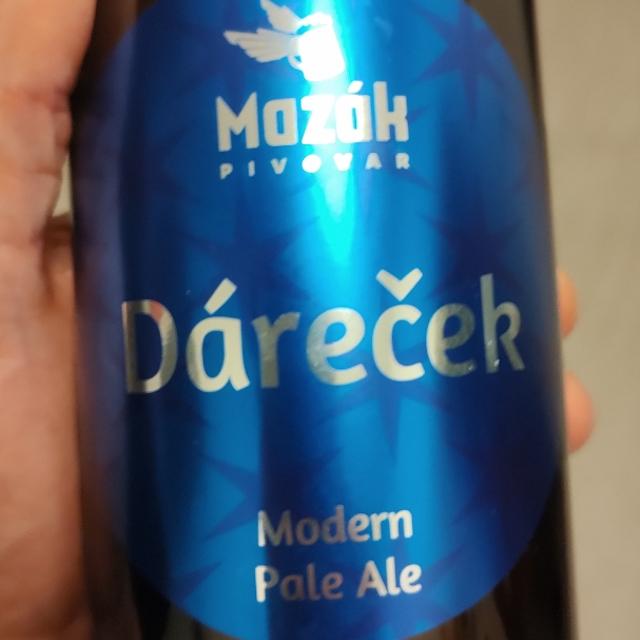 Mazák
PIVOVAR
Dáreček
Modern
Pale Ale